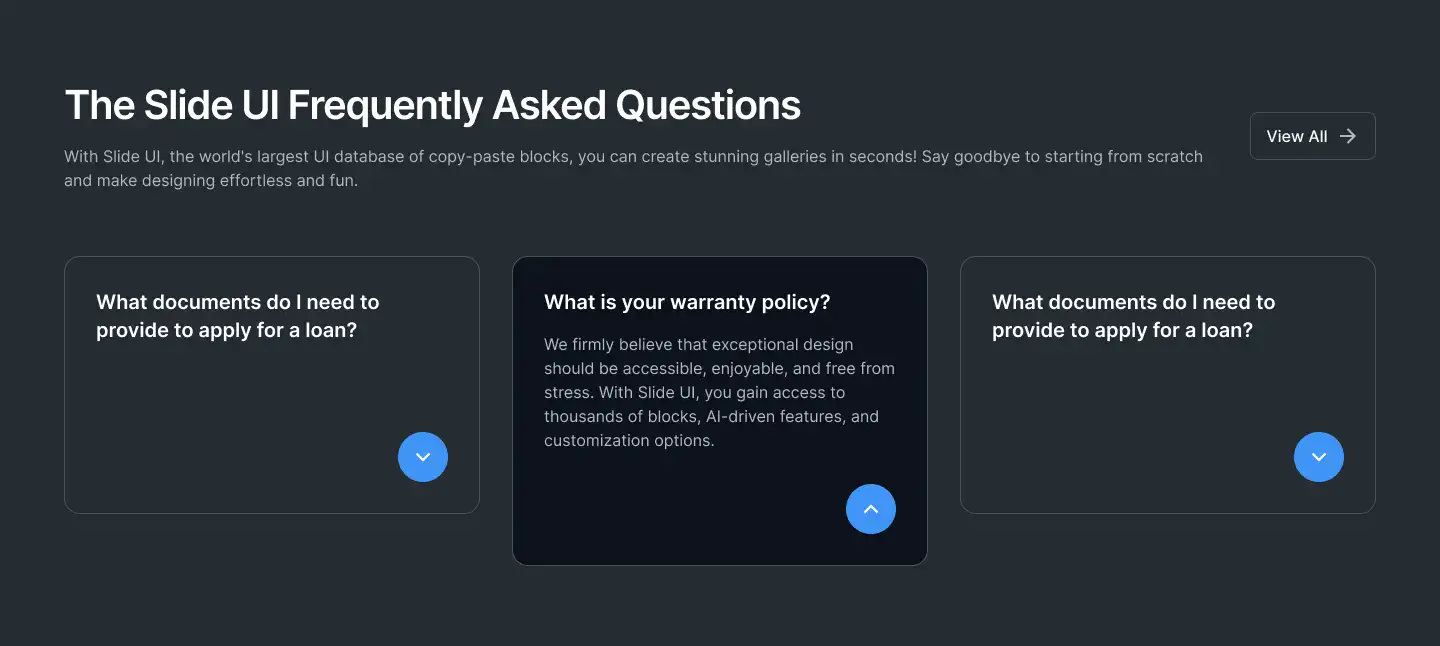 The Slide UI Frequently Asked Questions
With Slide UI, the world's largest UI database of copy-paste blocks, you can create stunning galleries in seconds! Say goodbye to starting from scratch
and make designing effortless and fun.
View All
What documents do I need to
provide to apply for a loan?
What is your warranty policy?
We firmly believe that exceptional design
should be accessible, enjoyable, and free from
stress. With Slide UI, you gain access to
thousands of blocks, AI-driven features, and
customization options.
What documents do I need to
provide to apply for a loan?